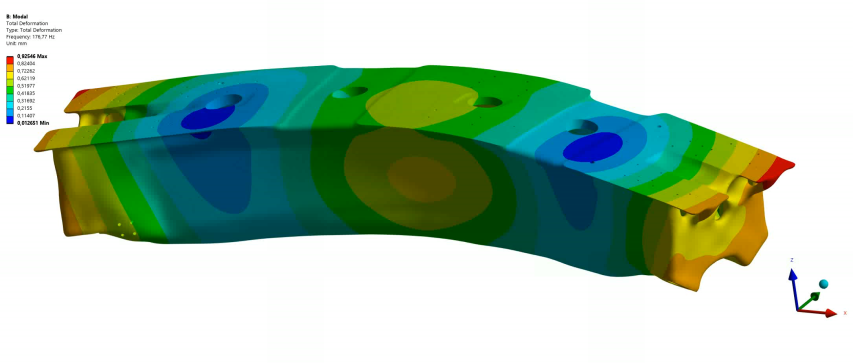 B: Modal
Total Deformation
Type: Total Deformation
Frequency: 176,77 Hz
Unit: mm
0,92546 Max
0,82404
0,72262
0,62119
0,51977
0,41835
0,31692
0,2155
0,11407
0,012651 Min
Z
X